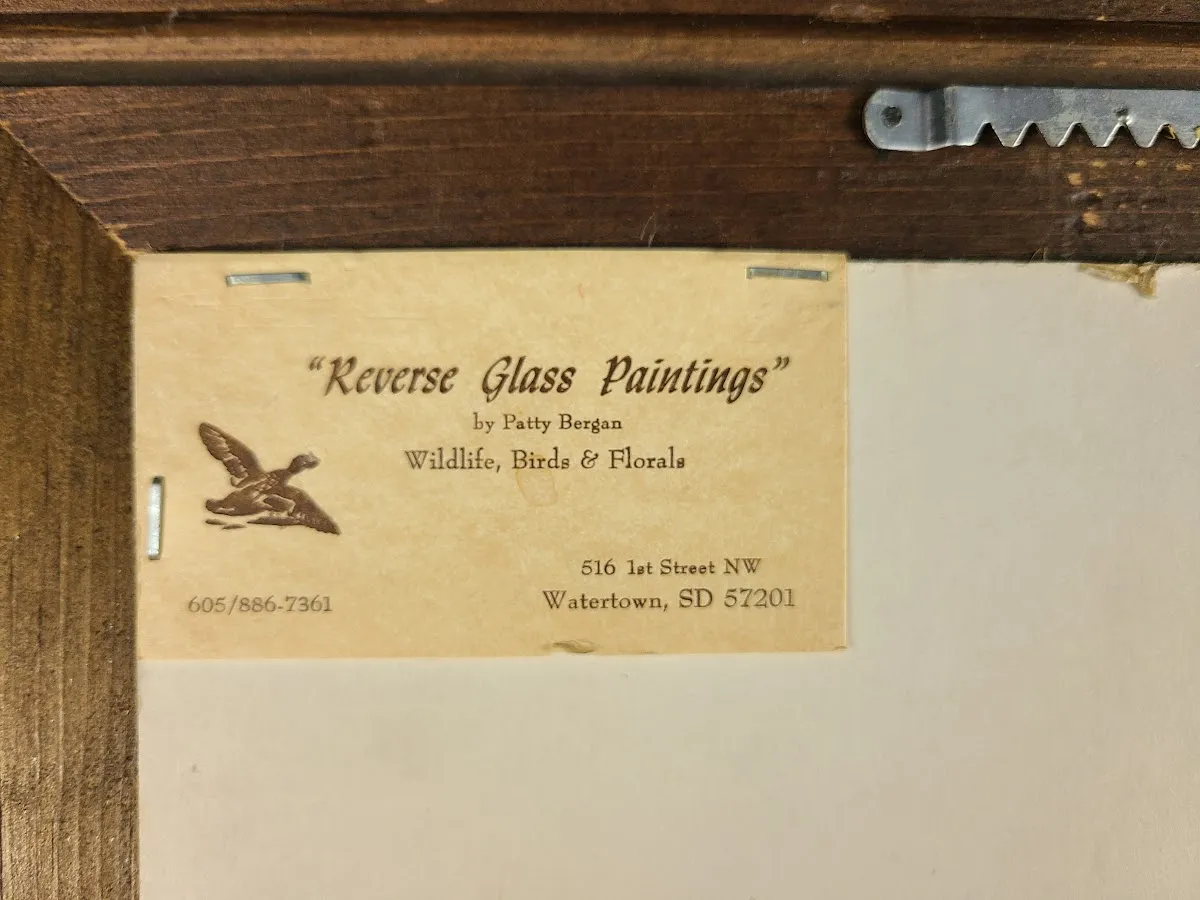 “Reverse Glass Paintings”
by Patty Bergan
Wildlife, Birds & Florals
516 1st Street NW
605/886-7361
Watertown, SD 57201